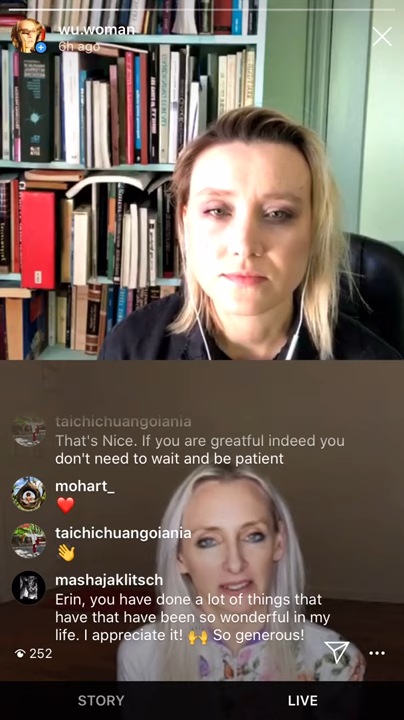 wu.woman
6h ago
taichichuangoiania
That's Nice. If you are greatful indeed you
don't need to wait and be patient
mohart_
❤️
taichichuangoiania
👋
mashajaklitsch
Erin, you have done a lot of things that
have that have been so wonderful in my
life. I appreciate it! 🙌 So generous!
252
STORY
LIVE